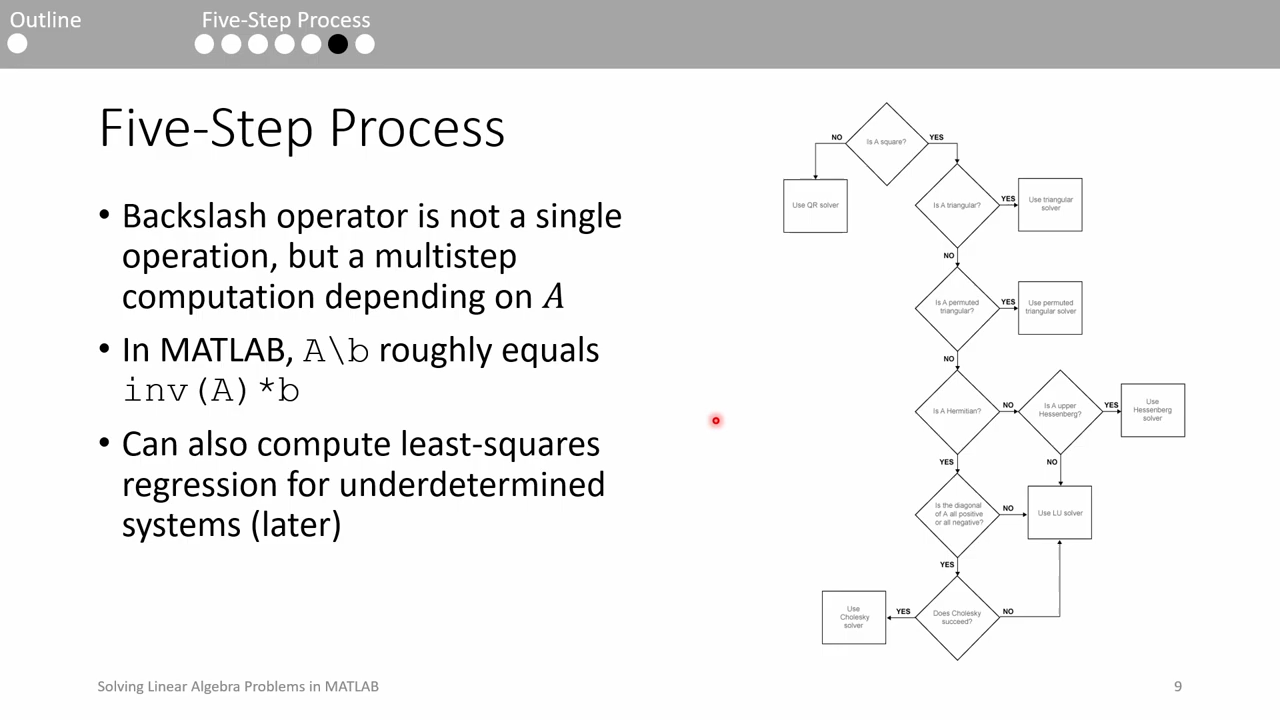 Outline
Five-Step Process
Five-Step Process
• Backslash operator is not a single
operation, but a multistep
computation depending on A
• In MATLAB, A\b roughly equals
inv(A)*b
• Can also compute least-squares
regression for underdetermined
systems (later)
Is A square?
NO
YES
Use QR solver
Is A triangular?
YES
Use triangular
solver
NO
Is A permuted
triangular?
YES
Use permuted
triangular solver
NO
Is A Hermitian?
NO
Is A upper
Hessenberg?
YES
Use
Hessenberg
solver
YES
NO
Is the diagonal
of A all positive
or all negative?
NO
Use LU solver
YES
Does Cholesky
succeed?
YES
Use
Cholesky
solver
NO
Solving Linear Algebra Problems in MATLAB
9